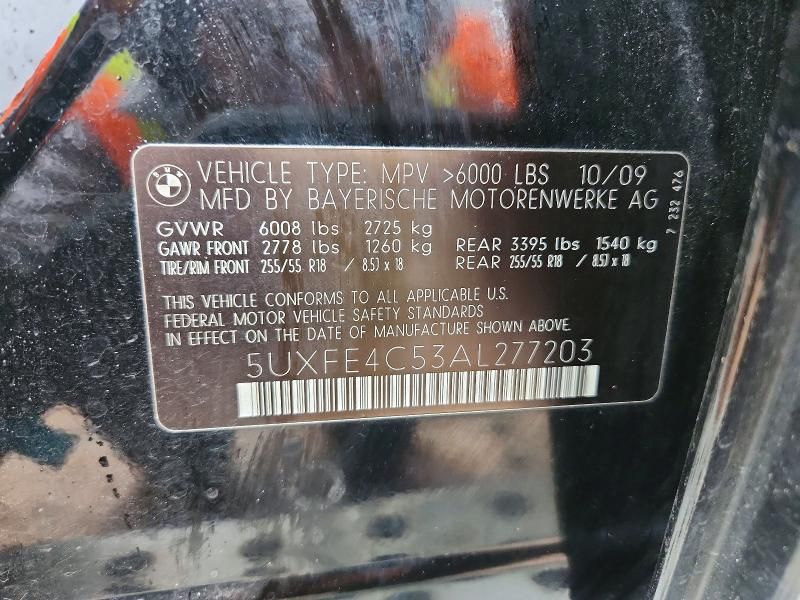 VEHICLE TYPE: MPV >6000 LBS 10/09
MFD BY BAYERISCHE MOTORENWERKE AG
GVWR 6008 lbs 2725 kg
GAWR FRONT 2778 lbs 1260 kg REAR 3395 lbs 1540 kg
TIRE/RIM FRONT 255/55 R18 / 8.5J x 18 REAR 255/55 R18 / 8.5J x 18
THIS VEHICLE CONFORMS TO ALL APPLICABLE U.S.
FEDERAL MOTOR VEHICLE SAFETY STANDARDS
IN EFFECT ON THE DATE OF MANUFACTURE SHOWN ABOVE.
5UXFE4C53AL277203
7 232 476
BMW